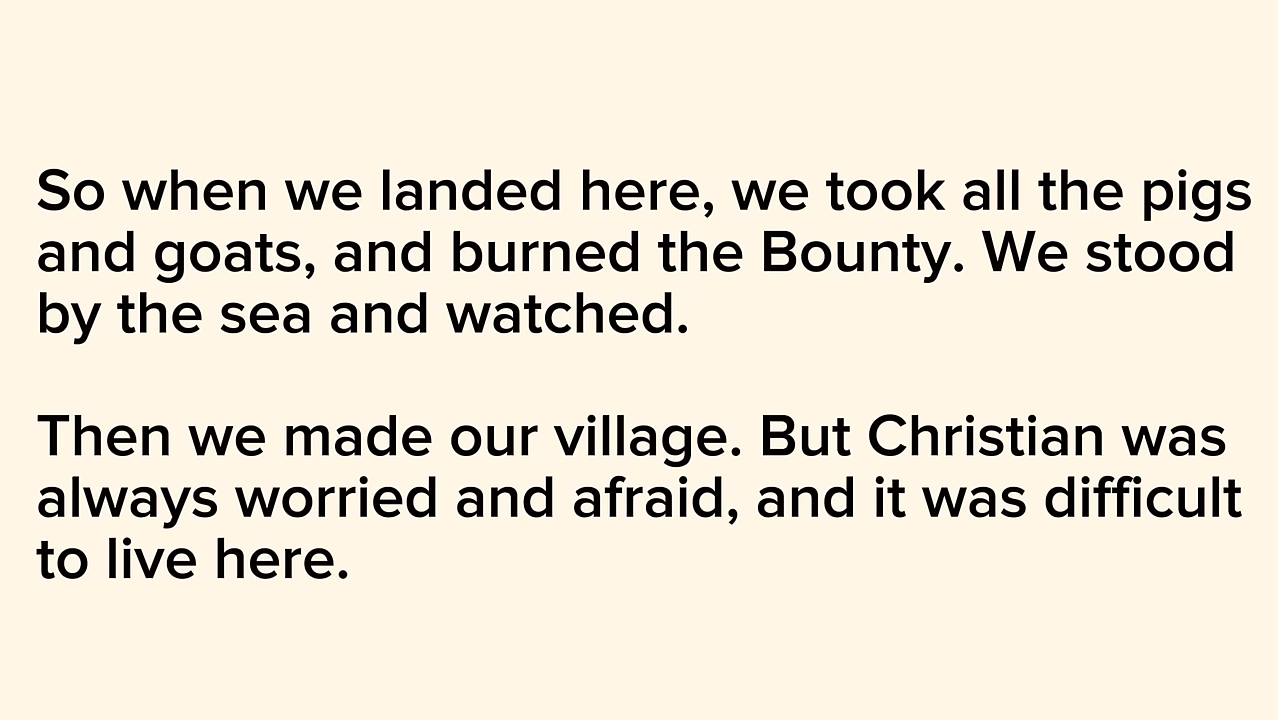 So when we landed here, we took all the pigs
and goats, and burned the Bounty. We stood
by the sea and watched.
Then we made our village. But Christian was
always worried and afraid, and it was difficult
to live here.